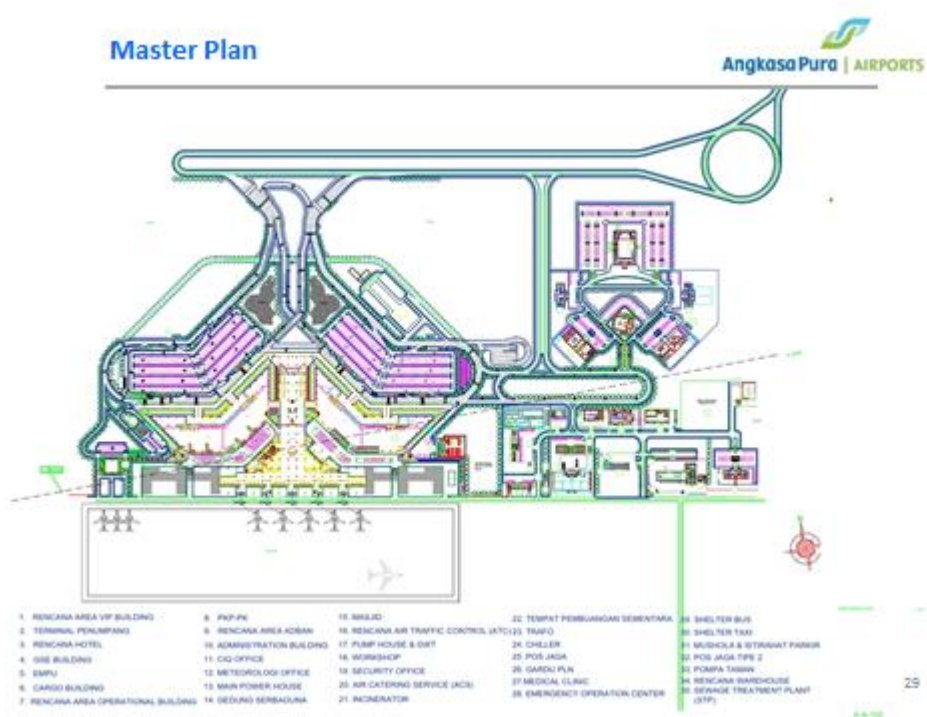 Master Plan
AngkasaPura | AIRPORTS
1. RENCANA AREA VIP BUILDING
2. TERMINAL PENUMPANG
3. RENCANA HOTEL
4. GSE BUILDING
5. EMPU
6. CARGO BUILDING
7. RENCANA AREA OPERATIONAL BUILDING
8. PKP-PK
9. RENCANA AREA ADBAN
10. ADMINISTRATION BUILDING
11. CIQ OFFICE
12. METEOROLOGI OFFICE
13. MAIN POWER HOUSE
14. GEDUNG SERBAGUNA
15. MASJID
16. RENCANA AIR TRAFFIC CONTROL (ATC)
17. PUMP HOUSE & GWT
18. WORKSHOP
19. SECURITY OFFICE
20. AIR CATERING SERVICE (ACS)
21. INCINERATOR
22. TEMPAT PEMBUANGAN SEMENTARA
23. TRAFO
24. CHILLER
25. POS JAGA
26. GARDU PLN
27. MEDICAL CLINIC
28. EMERGENCY OPERATION CENTER
29. SHELTER BUS
30. SHELTER TAXI
31. MUSHOLA & ISTIRAHAT PARKIR
32. POS JAGA TIPE 2
33. POMPA TAMAN
34. RENCANA WAREHOUSE
35. SEWAGE TREATMENT PLANT
(STP)
29